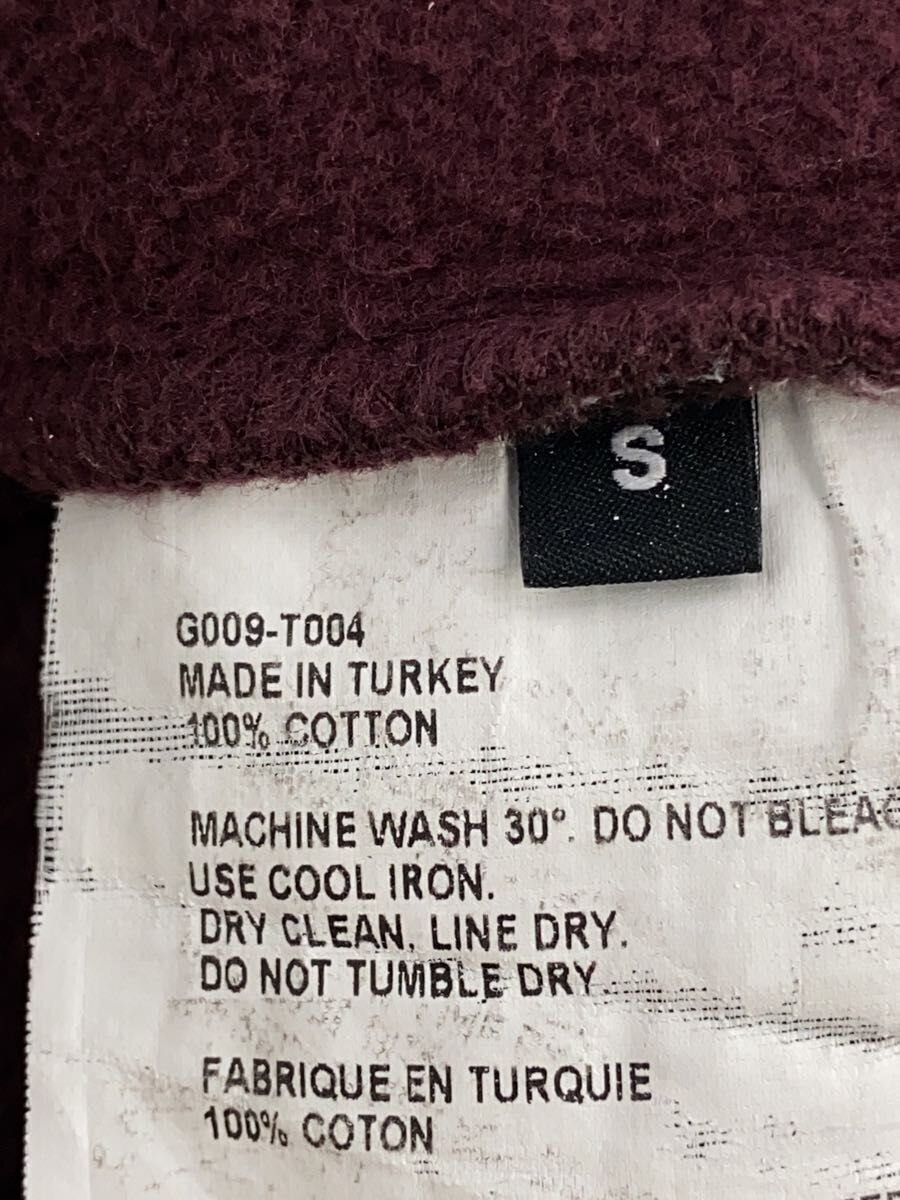 S
G009-T004
MADE IN TURKEY
100% COTTON
MACHINE WASH 30°. DO NOT BLEAC
USE COOL IRON.
DRY CLEAN. LINE DRY.
DO NOT TUMBLE DRY.
FABRIQUE EN TURQUIE
100% COTON